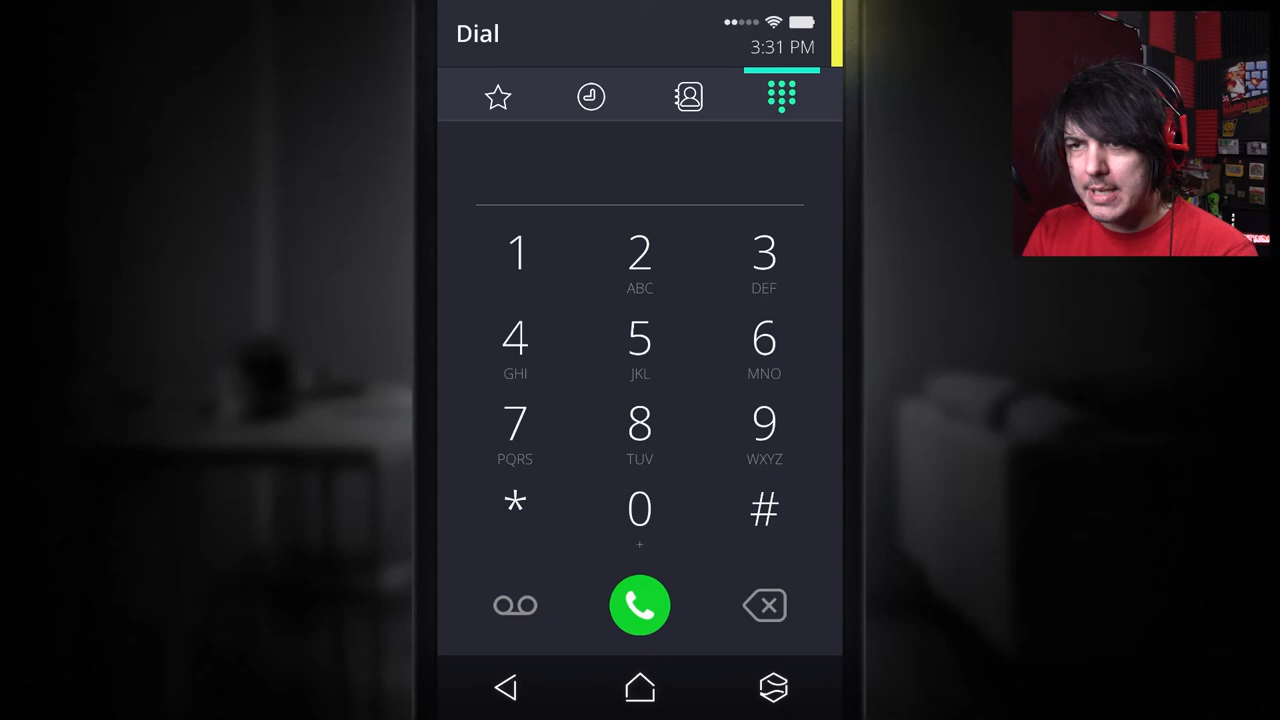 Dial
3:31 PM
1 2 3
ABC DEF
4 5 6
GHI JKL MNO
7 8 9
PQRS TUV WXYZ
* 0 #
+